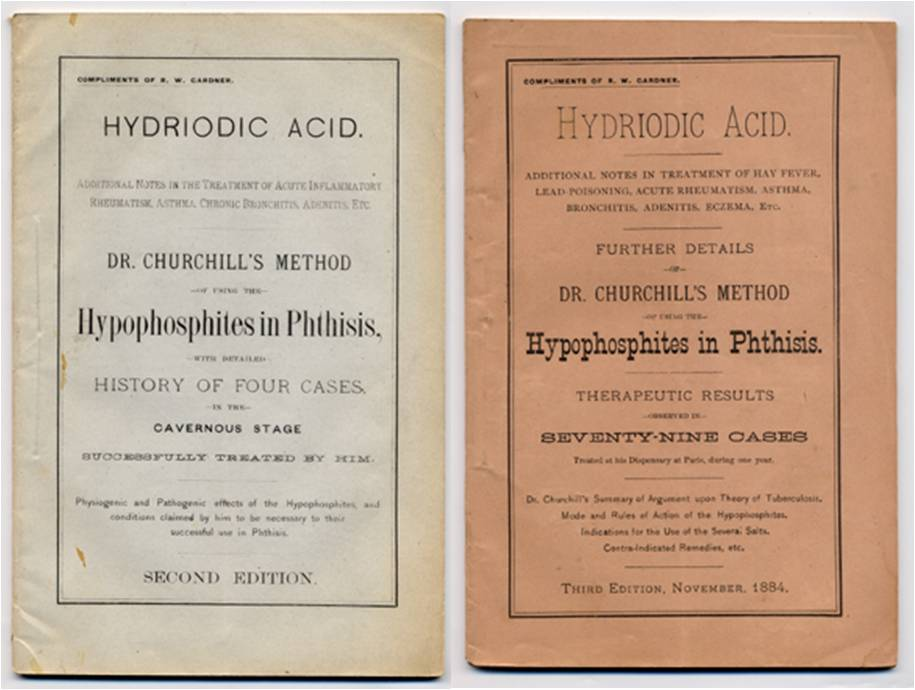 COMPLIMENTS OF R. W. GARDNER.
HYDRIODIC ACID.
ADDITIONAL NOTES IN THE TREATMENT OF ACUTE INFLAMMATORY
RHEUMATISM, ASTHMA, CHRONIC BRONCHITIS, ADENITIS, ETC.
DR. CHURCHILL'S METHOD
—OF USING THE—
Hypophosphites in Phthisis,
—WITH DETAILED—
HISTORY OF FOUR CASES,
—IN THE—
CAVERNOUS STAGE
SUCCESSFULLY TREATED BY HIM.
Physiogenic and Pathogenic effects of the Hypophosphites, and
conditions claimed by him to be necessary to their
successful use in Phthisis.
SECOND EDITION.
COMPLIMENTS OF R. W. GARDNER.
HYDRIODIC ACID.
ADDITIONAL NOTES IN TREATMENT OF HAY FEVER,
LEAD-POISONING, ACUTE RHEUMATISM, ASTHMA,
BRONCHITIS, ADENITIS, ECZEMA, ETC.
FURTHER DETAILS
—OF—
DR. CHURCHILL'S METHOD
—OF USING THE—
Hypophosphites in Phthisis.
THERAPEUTIC RESULTS
—OBSERVED IN—
SEVENTY-NINE CASES
Treated at his Dispensary at Paris, during one year.
Dr. Churchill's Summary of Argument upon Theory of Tuberculosis.
Mode and Rules of Action of the Hypophosphites.
Indications for the Use of the Several Salts.
Contra-Indicated Remedies, etc.
THIRD EDITION, NOVEMBER, 1884.